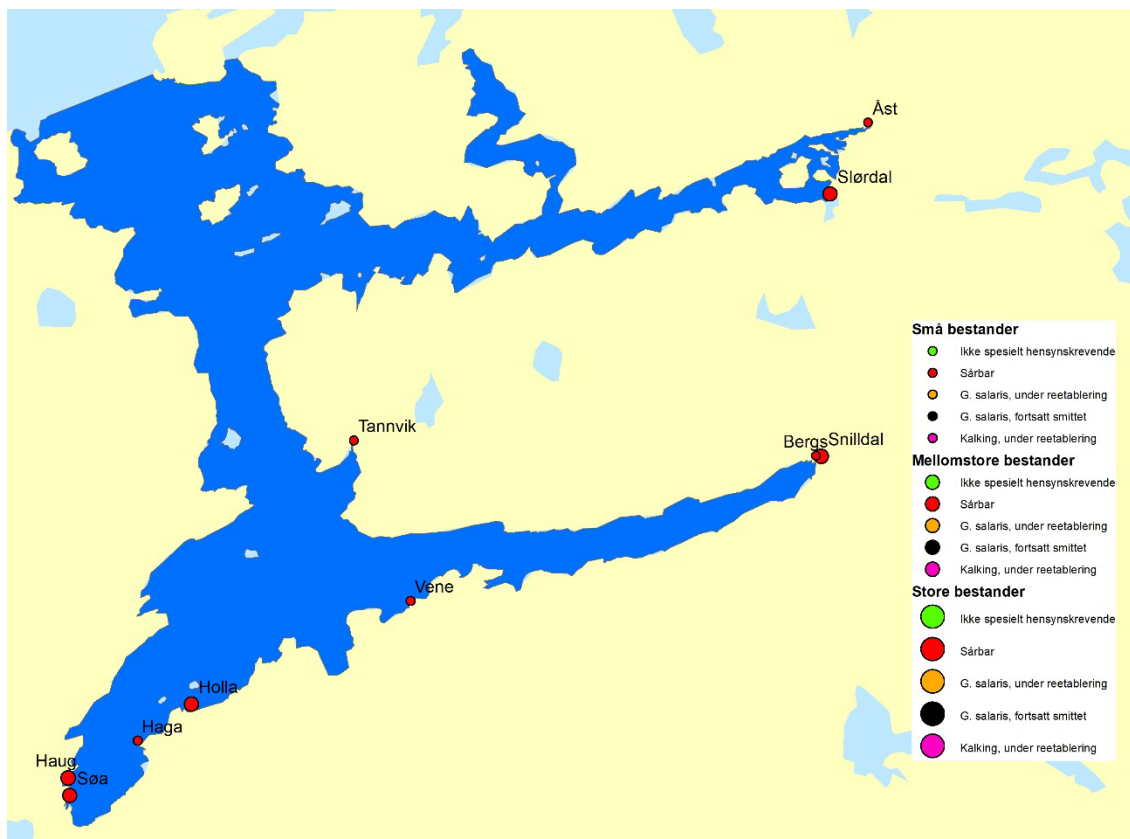 Åst
Slørdal
Tannvik
Bergs
Snilldal
Vene
Holla
Haga
Haug
Søa
Små bestander
Ikke spesielt hensynskrevende
Sårbar
G. salaris, under reetablering
G. salaris, fortsatt smittet
Kalking, under reetablering
Mellomstore bestander
Ikke spesielt hensynskrevende
Sårbar
G. salaris, under reetablering
G. salaris, fortsatt smittet
Kalking, under reetablering
Store bestander
Ikke spesielt hensynskrevende
Sårbar
G. salaris, under reetablering
G. salaris, fortsatt smittet
Kalking, under reetablering